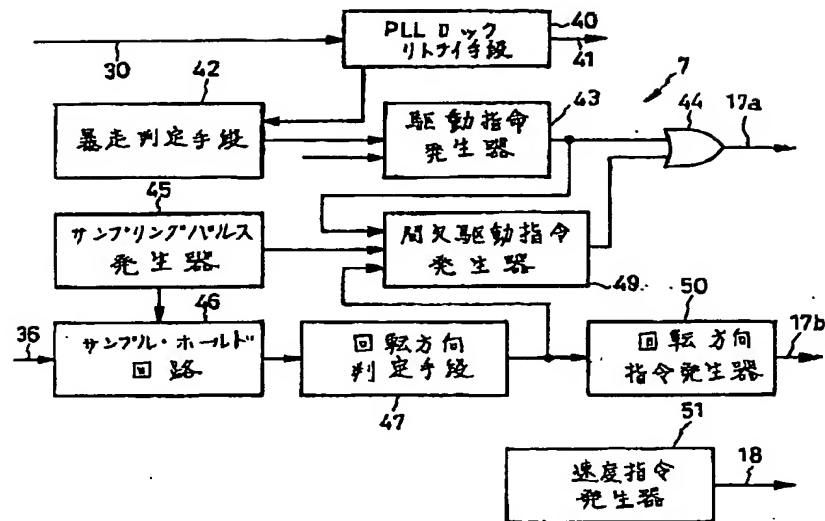 40
PLL ロック
リトライ手段
30
41
7
42
暴走判定手段
43
駆動指命
発生器
44
17a
45
サンプリングパルス
発生器
間欠駆動指令
発生器
49
46
36
サンプル・ホールド
回路
回転方向
判定手段
47
50
回転方向
指令発生器
17b
51
速度指令
発生器
18